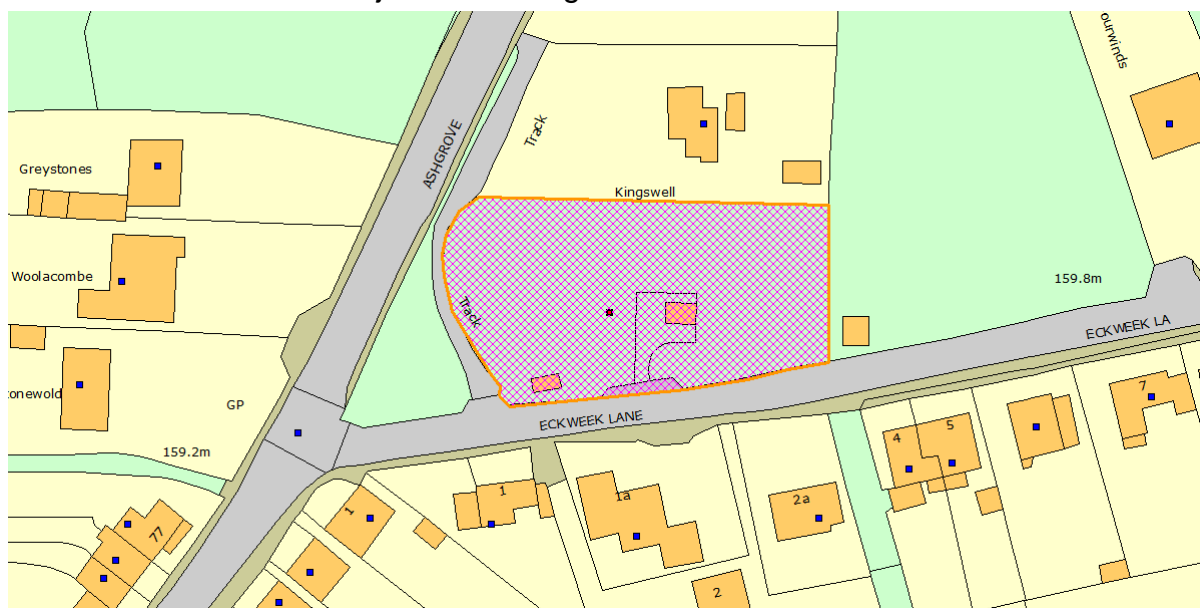 ourwinds
ASHGROVE
Track
Greystones
Kingswell
Woolacombe
159.8m
Track
ECKWEEK LA
onewold
7
GP
ECKWEEK LANE
4
5
159.2m
1
1a
2a
1
77
2